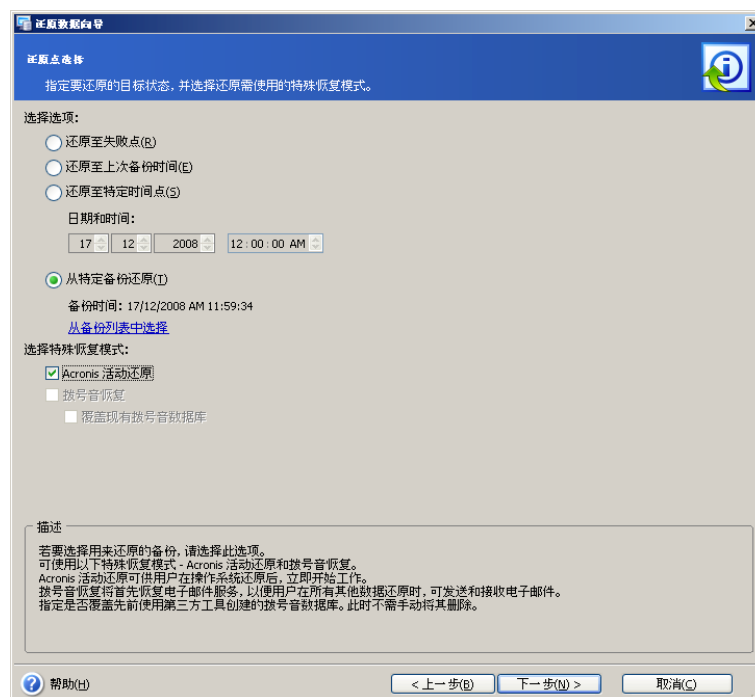 还原数据向导
还原点选择
指定要还原的目标状态，并选择还原需使用的特殊恢复模式。
选择选项：
还原至失败点(R)
还原至上次备份时间(E)
还原至特定时间点(S)
日期和时间：
17 12 2008 12:00:00 AM
从特定备份还原(T)
备份时间：17/12/2008 AM 11:59:34
从备份列表中选择
选择特殊恢复模式：
Acronis 活动还原
拨号音恢复
覆盖现有拨号音数据库
描述
若要选择用来还原的备份，请选择此选项。
可使用以下特殊恢复模式 - Acronis 活动还原和拨号音恢复。
Acronis 活动还原可供用户在操作系统还原后，立即开始工作。
拨号音恢复将首先恢复电子邮件服务，以便用户在所有其他数据还原时，可发送和接收电子邮件。
指定是否覆盖先前使用第三方工具创建的拨号音数据库。此时不需手动将其删除。
帮助(H)
< 上一步(B) 下一步(N) > 取消(C)